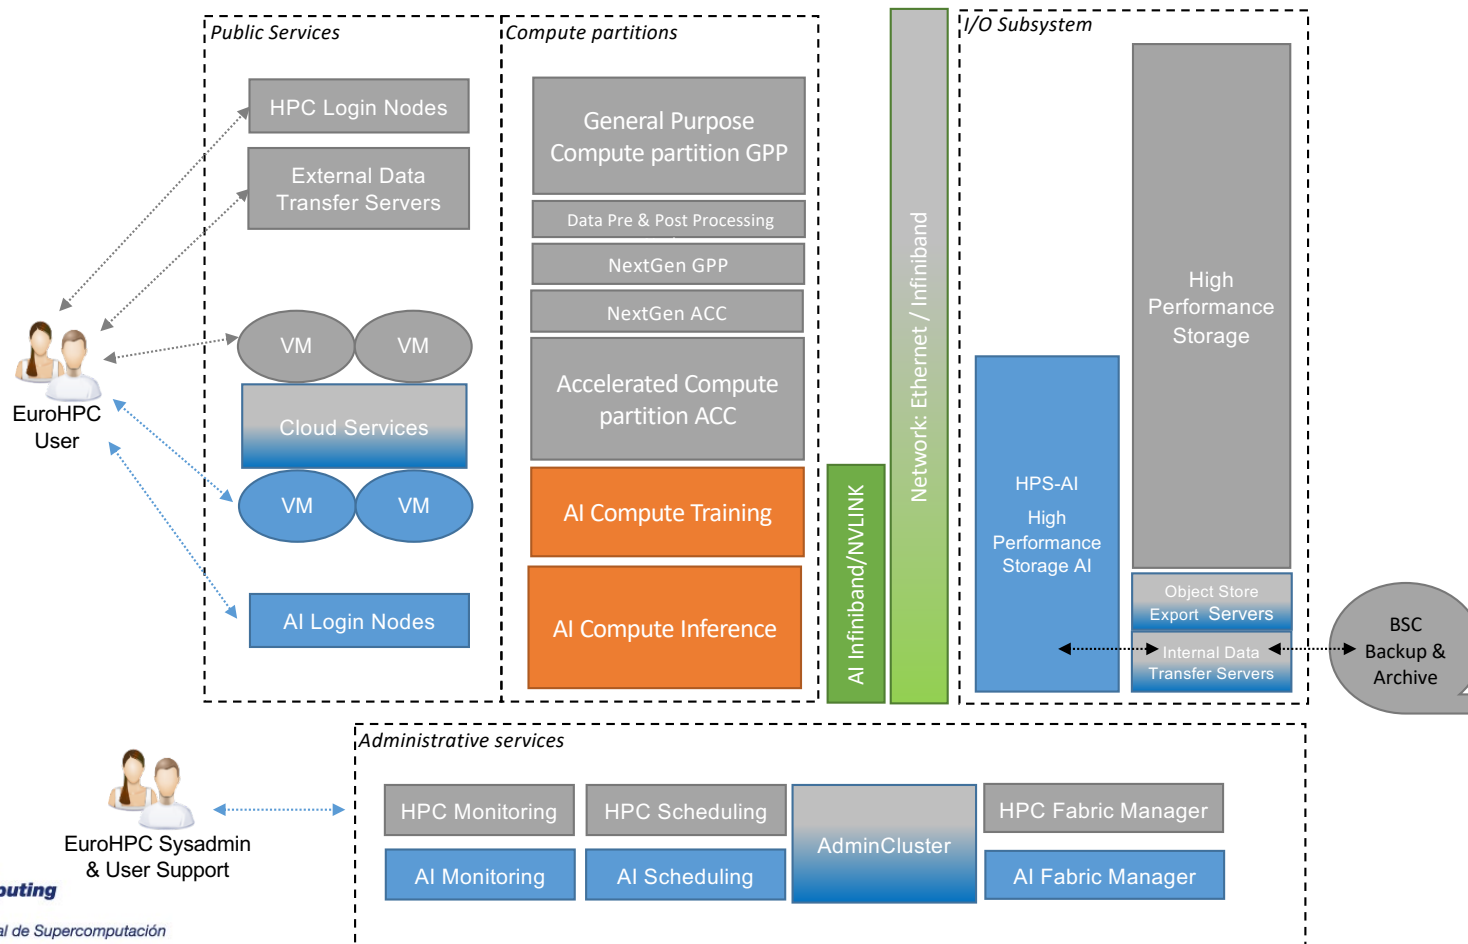 Public Services
HPC Login Nodes
External Data
Transfer Servers
VM
VM
Cloud Services
VM
VM
AI Login Nodes
EuroHPC
User
Compute partitions
General Purpose
Compute partition GPP
Data Pre & Post Processing
NextGen GPP
NextGen ACC
Accelerated Compute
partition ACC
AI Compute Training
AI Compute Inference
AI Infiniband/NVLINK
Network: Ethernet / Infiniband
I/O Subsystem
High
Performance
Storage
HPS-AI
High
Performance
Storage AI
Object Store
Export Servers
Internal Data
Transfer Servers
BSC
Backup &
Archive
Administrative services
HPC Monitoring
HPC Scheduling
AdminCluster
HPC Fabric Manager
AI Monitoring
AI Scheduling
AI Fabric Manager
EuroHPC Sysadmin
& User Support
puting
al de Supercomputación